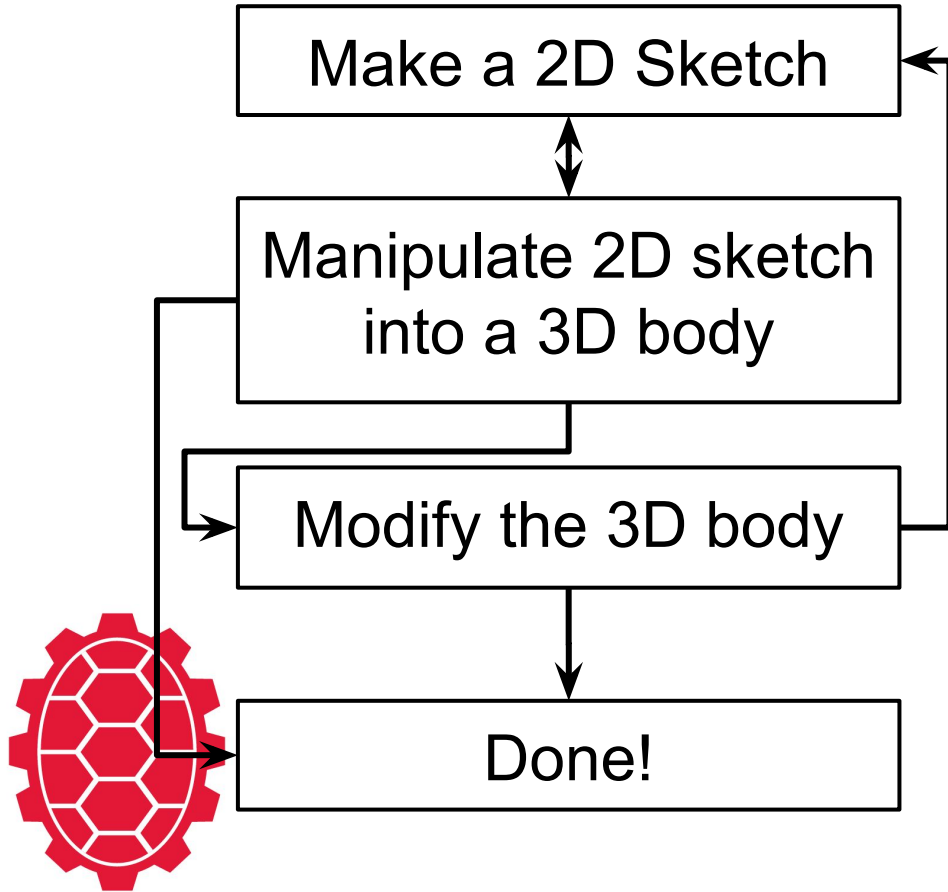 Make a 2D Sketch
Manipulate 2D sketch
into a 3D body
Modify the 3D body
Done!